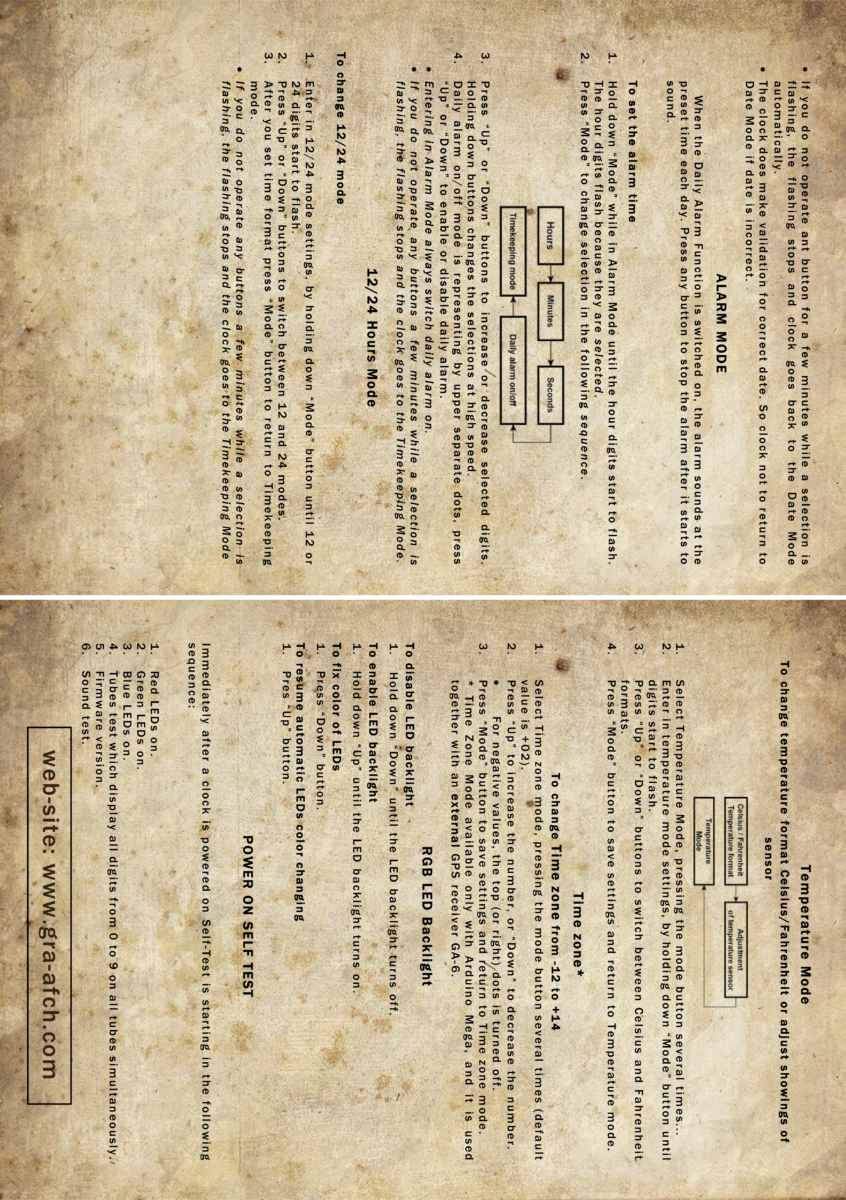 • If you do not operate ant button for a few minutes while a selection is
flashing, the flashing stops and clock goes back to the Date Mode
automatically.
• The clock does make validation for correct date. So clock not to return to
Date Mode if date is incorrect.
ALARM MODE
When the Daily Alarm Function is switched on, the alarm sounds at the
preset time each day. Press any button to stop the alarm after it starts to
sound.
To set the alarm time
1. Hold down "Mode" while in Alarm Mode until the hour digits start to flash.
The hour digits flash because they are selected.
2. Press "Mode" to change selection in the following sequence.
Hours
Minutes
Seconds
Timekeeping mode
Daily alarm on/off
3. Press "Up" or "Down" buttons to increase or decrease selected digits.
Holding down buttons changes the selections at high speed.
4. Daily alarm on/off mode is representing by upper separate dots, press
"Up" or "Down" to enable or disable daily alarm.
• Entering in Alarm Mode always switch daily alarm on.
• If you do not operate any buttons a few minutes while a selection is
flashing, the flashing stops and the clock goes to the Timekeeping Mode.
12/24 Hours Mode
To change 12/24 mode
1. Enter in 12/24 mode settings, by holding down "Mode" button until 12 or
24 digits start to flash.
2. Press "Up" or "Down" buttons to switch between 12 and 24 modes.
3. After you set time format press "Mode" button to return to Timekeeping
mode.
• If you do not operate any buttons a few minutes while a selection is
flashing, the flashing stops and the clock goes to the Timekeeping Mode
Temperature Mode
To change temperature format Celsius/Fahrenheit or adjust showings of
sensor
Celsius / Fahrenheit
Temperature format
Adjustment
of temperature sensor
Temperature
Mode
1. Select Temperature Mode, pressing the mode button several times...
2. Enter in temperature mode settings, by holding down "Mode" button until
digits start to flash.
3. Press "Up" or "Down" buttons to switch between Celsius and Fahrenheit
formats.
4. Press "Mode" button to save settings and return to Temperature mode.
Time zone*
To change Time zone from -12 to +14
1. Select Time zone mode, pressing the mode button several times (default
value is +02).
2. Press "Up" to increase the number, or "Down" to decrease the number.
• For negative values, the top (or right) dots is turned off.
3. Press "Mode" button to save settings and return to Time zone mode.
* Time Zone Mode available only with Arduino Mega, and it is used
together with an external GPS receiver GA-6.
RGB LED Backlight
To disable LED backlight
1. Hold down "Down" until the LED backlight turns off.
To enable LED backlight
1. Hold down "Up" until the LED backlight turns on.
To fix color of LEDs
1. Press "Down" button.
To resume automatic LEDs color changing
1. Pres "Up" button.
POWER ON SELF TEST
Immediately after a clock is powered on Self-Test is starting in the following
sequence:
1. Red LEDs on.
2 Green LEDs on.
3 Blue LEDs on.
4. Tubes test which display all digits from 0 to 9 on all tubes simultaneously.
5. Firmware version.
6. Sound test.
web-site: www.gra-afch.com